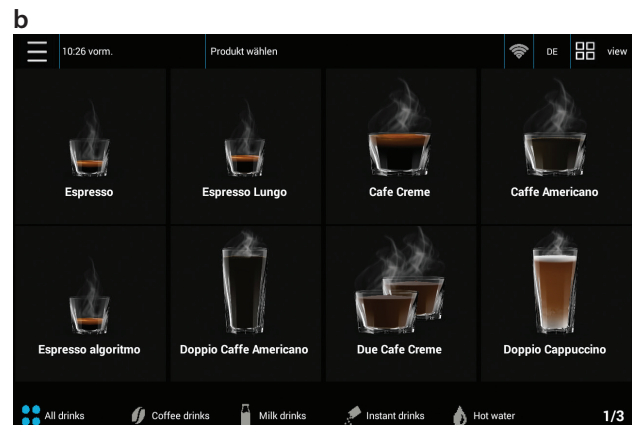 b
10:26 vorm. Produkt wählen DE view
Espresso Espresso Lungo Cafe Creme Caffe Americano
Espresso algoritmo Doppio Caffe Americano Due Cafe Creme Doppio Cappuccino
All drinks Coffee drinks Milk drinks Instant drinks Hot water 1/3